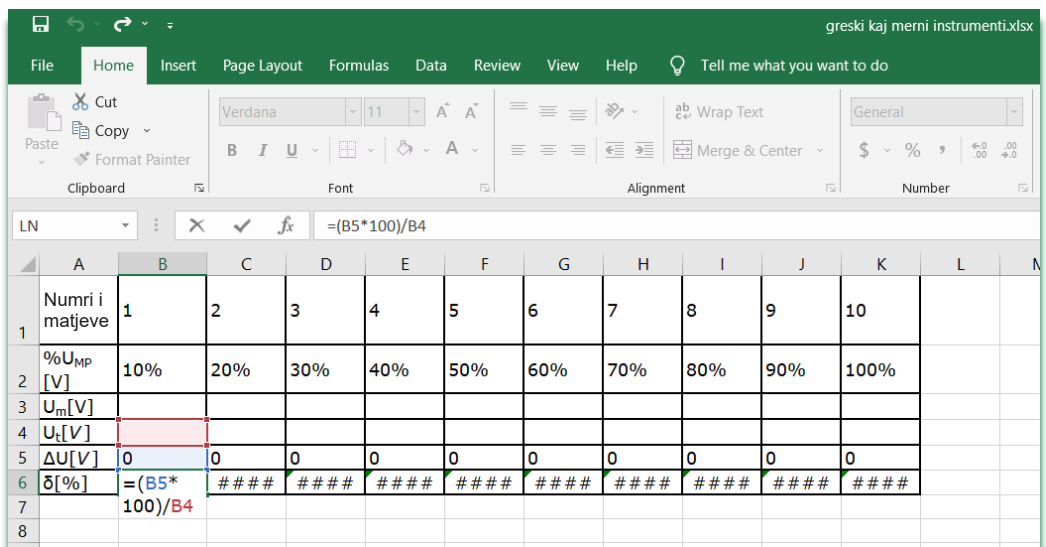 greski kaj merni instrumenti.xlsx
File Home Insert Page Layout Formulas Data Review View Help Tell me what you want to do
Paste
Cut
Copy
Format Painter
Clipboard
Verdana 11 A A
B I U A
Font
ab Wrap Text
Merge & Center
Alignment
General
$ % , .00 .0
Number
LN fx =(B5*100)/B4
A B C D E F G H I J K L
1 Numri i matjeve 1 2 3 4 5 6 7 8 9 10
2 %U_MP [V] 10% 20% 30% 40% 50% 60% 70% 80% 90% 100%
3 Uₘ[V]
4 Uₜ[V]
5 ΔU[V] 0 0 0 0 0 0 0 0 0 0
6 δ[%] =(B5* #### #### #### #### #### #### #### #### ####
7 100)/B4
8